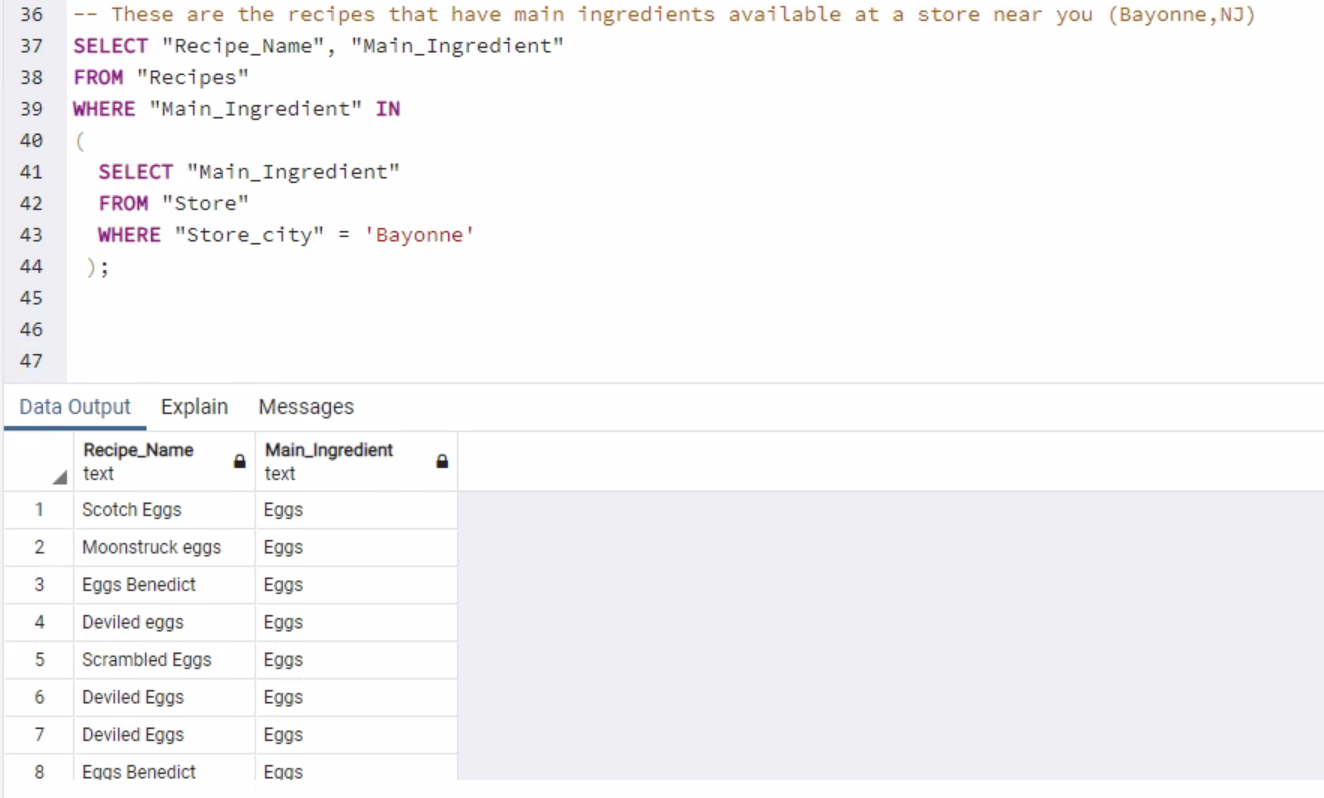 36 -- These are the recipes that have main ingredients available at a store near you (Bayonne,NJ)
37 SELECT "Recipe_Name", "Main_Ingredient"
38 FROM "Recipes"
39 WHERE "Main_Ingredient" IN
40 (
41 SELECT "Main_Ingredient"
42 FROM "Store"
43 WHERE "Store_city" = 'Bayonne'
44 );
45
46
47
Data Output Explain Messages
Recipe_Name Main_Ingredient
text text
1 Scotch Eggs Eggs
2 Moonstruck eggs Eggs
3 Eggs Benedict Eggs
4 Deviled eggs Eggs
5 Scrambled Eggs Eggs
6 Deviled Eggs Eggs
7 Deviled Eggs Eggs
8 Eggs Benedict Eggs